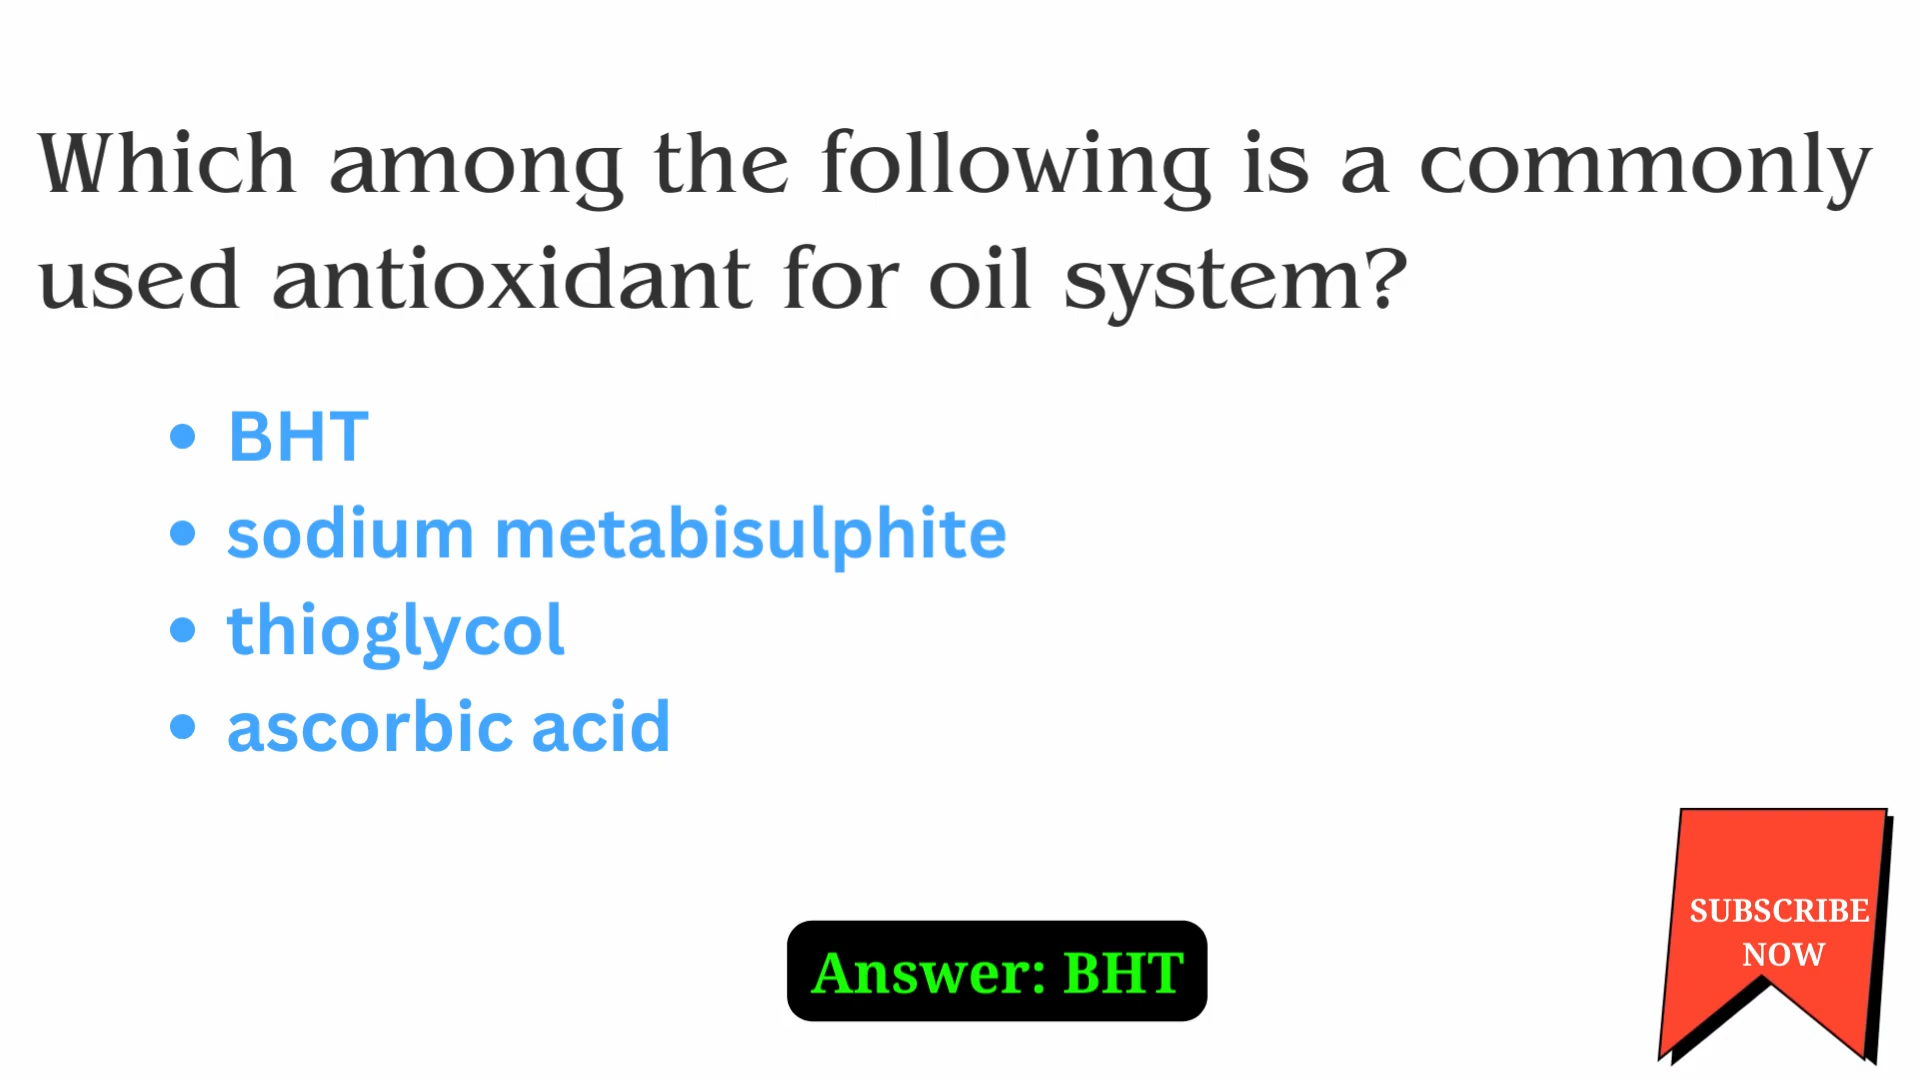 Which among the following is a commonly
used antioxidant for oil system?
• BHT
• sodium metabisulphite
• thioglycol
• ascorbic acid
Answer: BHT
SUBSCRIBE
NOW